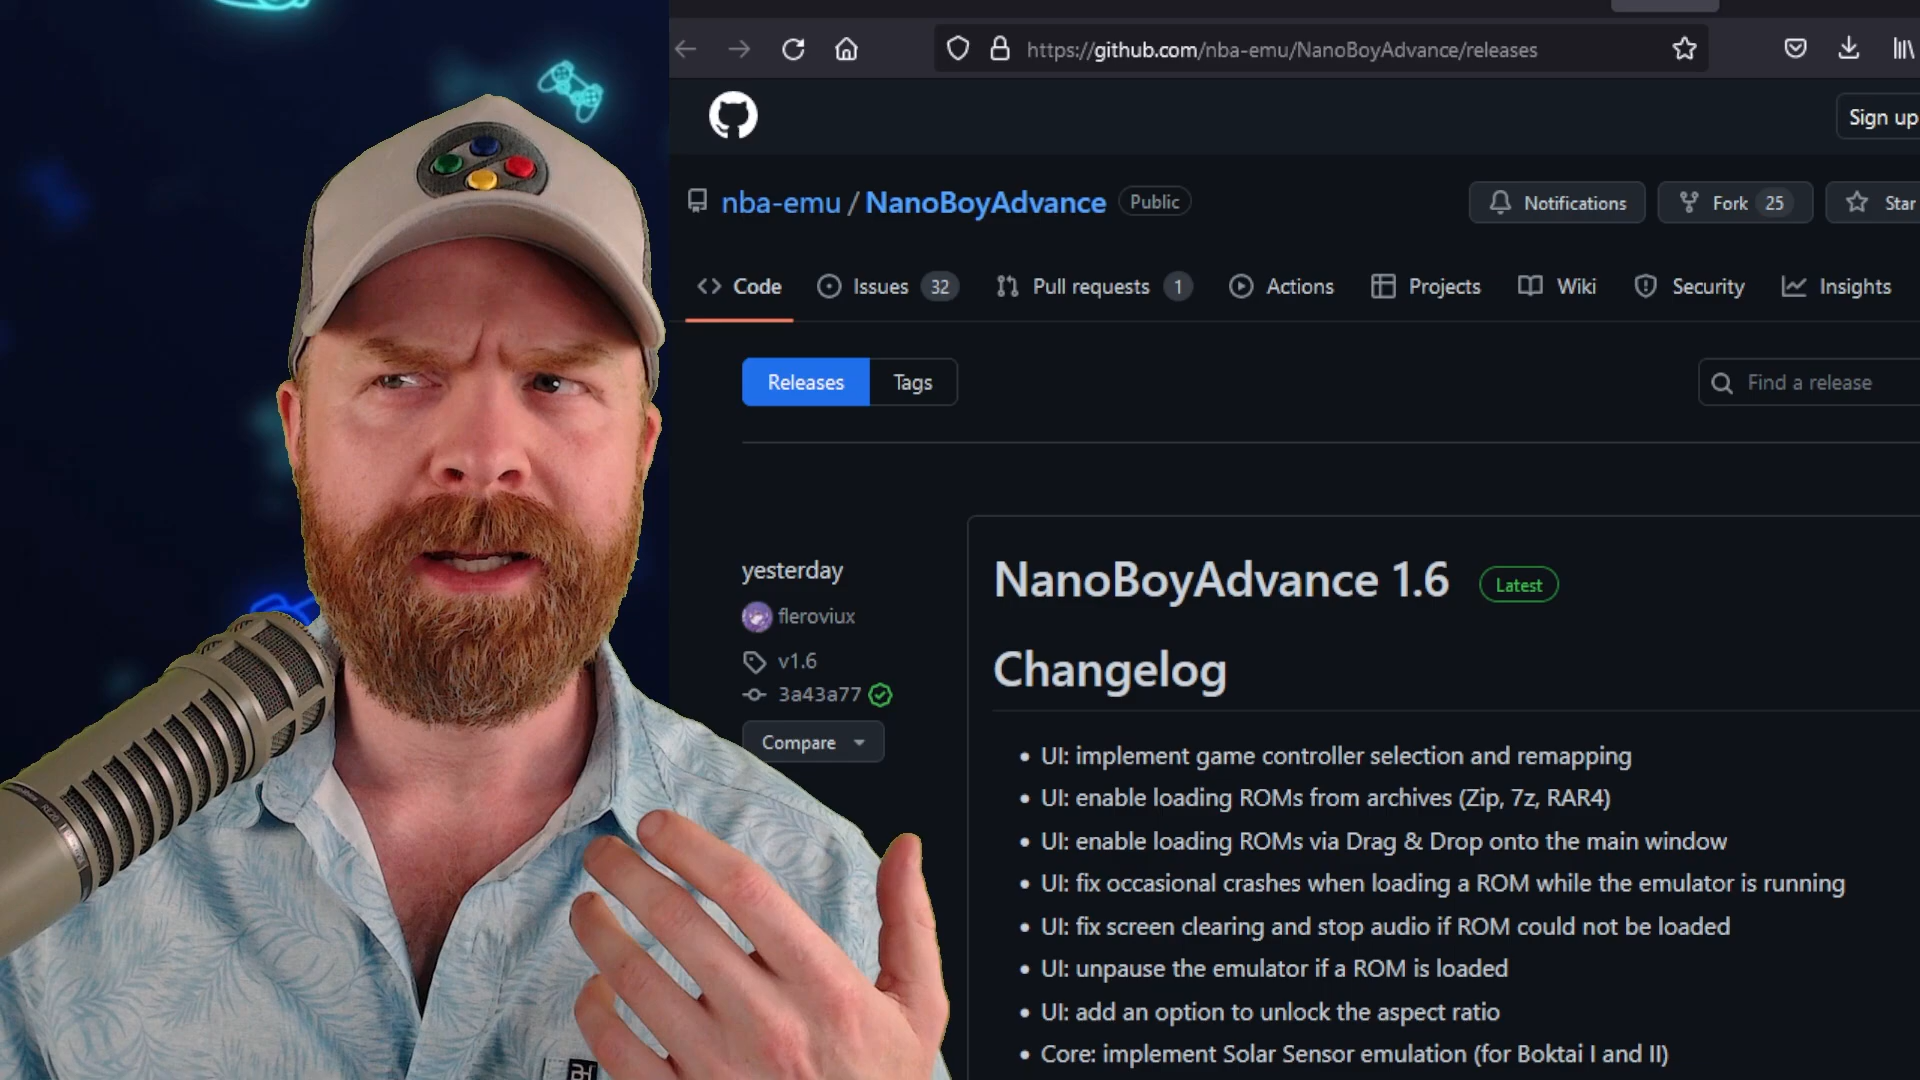 https://github.com/nba-emu/NanoBoyAdvance/releases
Sign up
nba-emu / NanoBoyAdvance Public
Notifications Fork 25 Star
Code Issues 32 Pull requests 1 Actions Projects Wiki Security Insights
Releases Tags
Find a release
yesterday
fleroviux
v1.6
3a43a77
Compare
NanoBoyAdvance 1.6 Latest
Changelog
• UI: implement game controller selection and remapping
• UI: enable loading ROMs from archives (Zip, 7z, RAR4)
• UI: enable loading ROMs via Drag & Drop onto the main window
• UI: fix occasional crashes when loading a ROM while the emulator is running
• UI: fix screen clearing and stop audio if ROM could not be loaded
• UI: unpause the emulator if a ROM is loaded
• UI: add an option to unlock the aspect ratio
• Core: implement Solar Sensor emulation (for Boktai I and II)